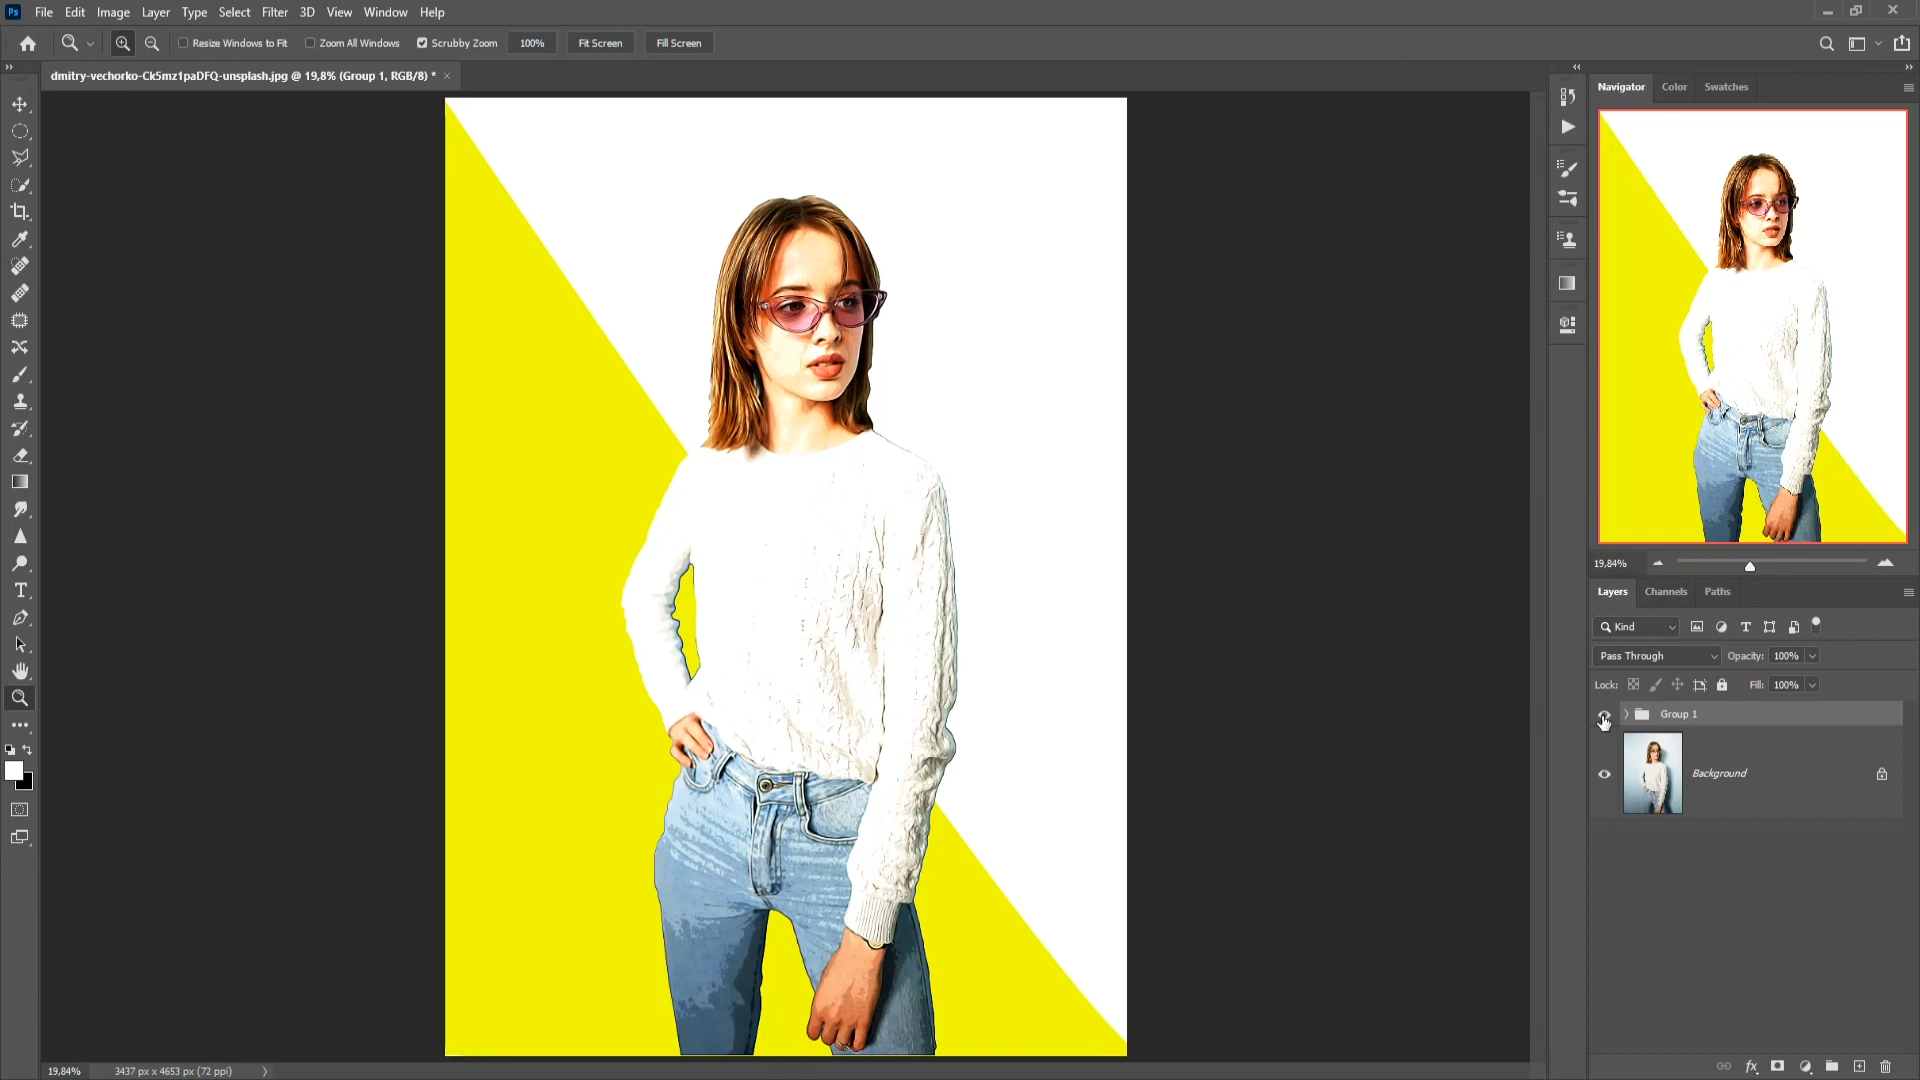 Ps File Edit Image Layer Type Select Filter 3D View Window Help
Resize Windows to Fit Zoom All Windows Scrubby Zoom 100% Fit Screen Fill Screen
dmitry-vechorko-Ck5mz1paDFQ-unsplash.jpg @ 19,8% (Group 1, RGB/8) *
Navigator Color Swatches
19,84%
Layers Channels Paths
Kind
Pass Through Opacity: 100%
Lock: Fill: 100%
Group 1
Background
19,84% 3437 px x 4653 px (72 ppi)